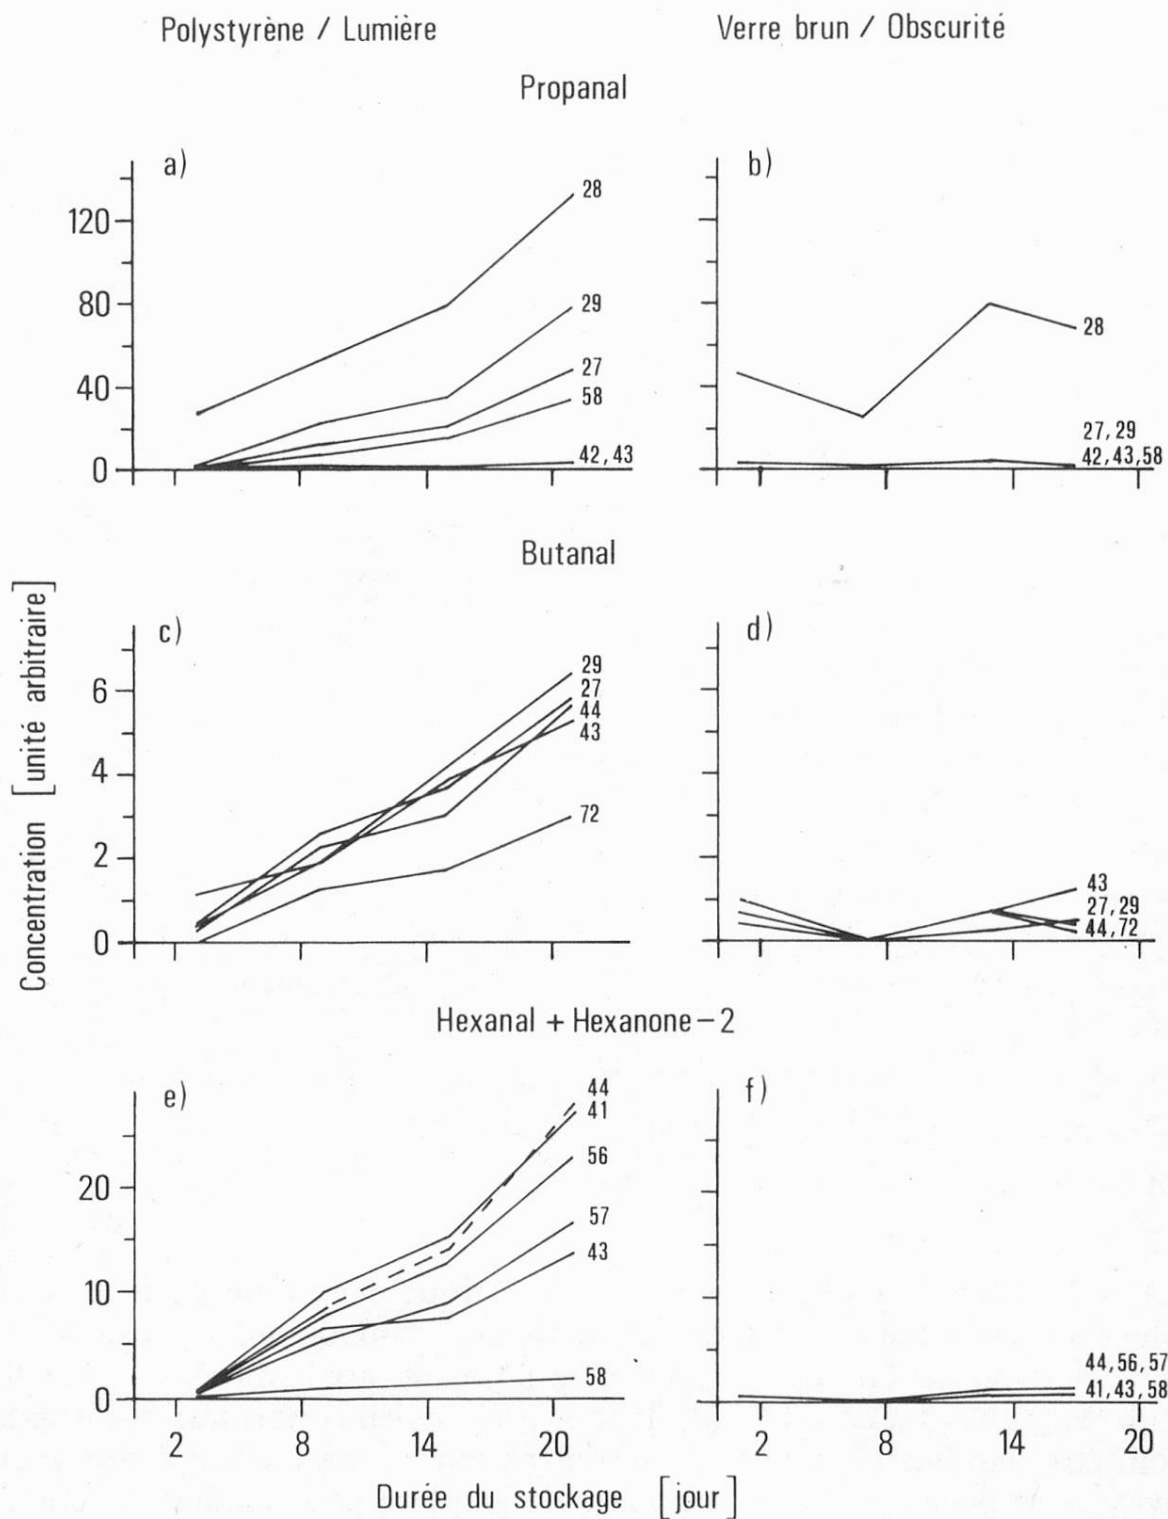 Polystyrène / Lumière
Verre brun / Obscurité
Propanal
a)
120
80
40
0
28
29
27
58
42,43
b)
28
27,29
42,43,58
Butanal
Concentration [unité arbitraire]
c)
6
4
2
0
29
27
44
43
72
d)
43
27,29
44,72
Hexanal + Hexanone-2
e)
20
10
0
44
41
56
57
43
58
f)
44,56,57
41,43,58
2 8 14 20
2 8 14 20
Durée du stockage [jour]